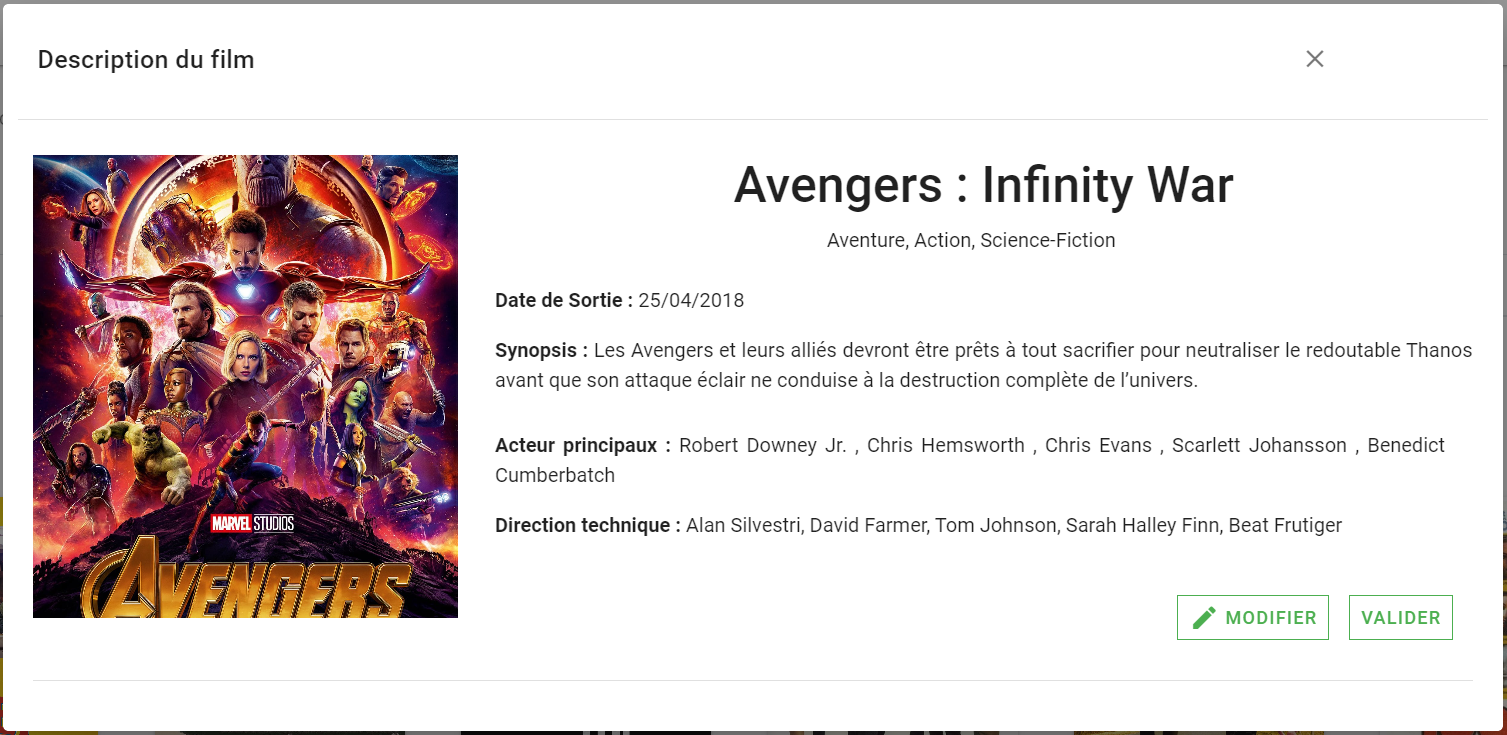 Description du film
Avengers : Infinity War
Aventure, Action, Science-Fiction
Date de Sortie : 25/04/2018
Synopsis : Les Avengers et leurs alliés devront être prêts à tout sacrifier pour neutraliser le redoutable Thanos
avant que son attaque éclair ne conduise à la destruction complète de l’univers.
Acteur principaux : Robert Downey Jr. , Chris Hemsworth , Chris Evans , Scarlett Johansson , Benedict
Cumberbatch
Direction technique : Alan Silvestri, David Farmer, Tom Johnson, Sarah Halley Finn, Beat Frutiger
MARVEL STUDIOS
AVENGERS
MODIFIER
VALIDER